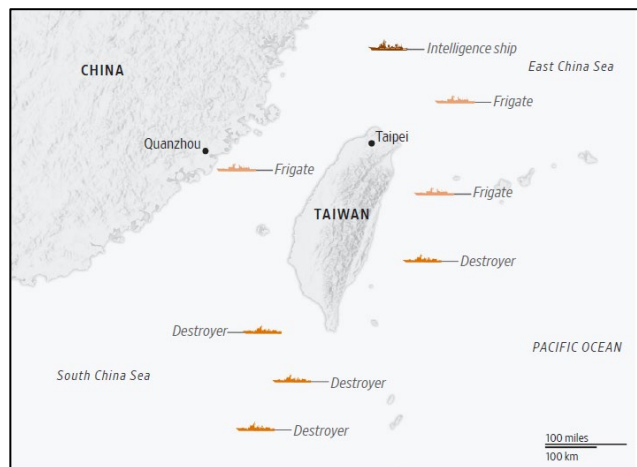 Intelligence ship
CHINA
East China Sea
Frigate
Quanzhou
Taipei
Frigate
Frigate
TAIWAN
Destroyer
Destroyer
PACIFIC OCEAN
South China Sea
Destroyer
Destroyer
100 miles
100 km